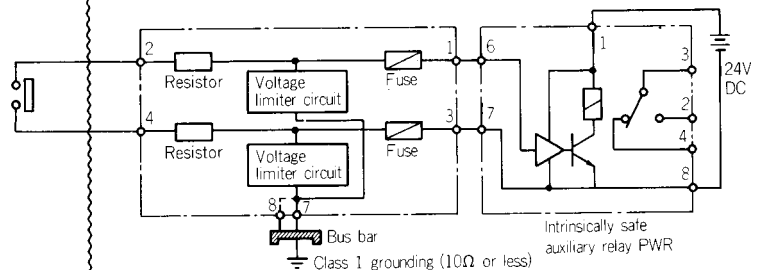 2
Resistor
Voltage
limiter circuit
Fuse
1
6
4
Resistor
Voltage
limiter circuit
Fuse
3
7
8
7
Bus bar
Class 1 grounding (10Ω or less)
1
3
2
4
8
24V
DC
Intrinsically safe
auxiliary relay PWR